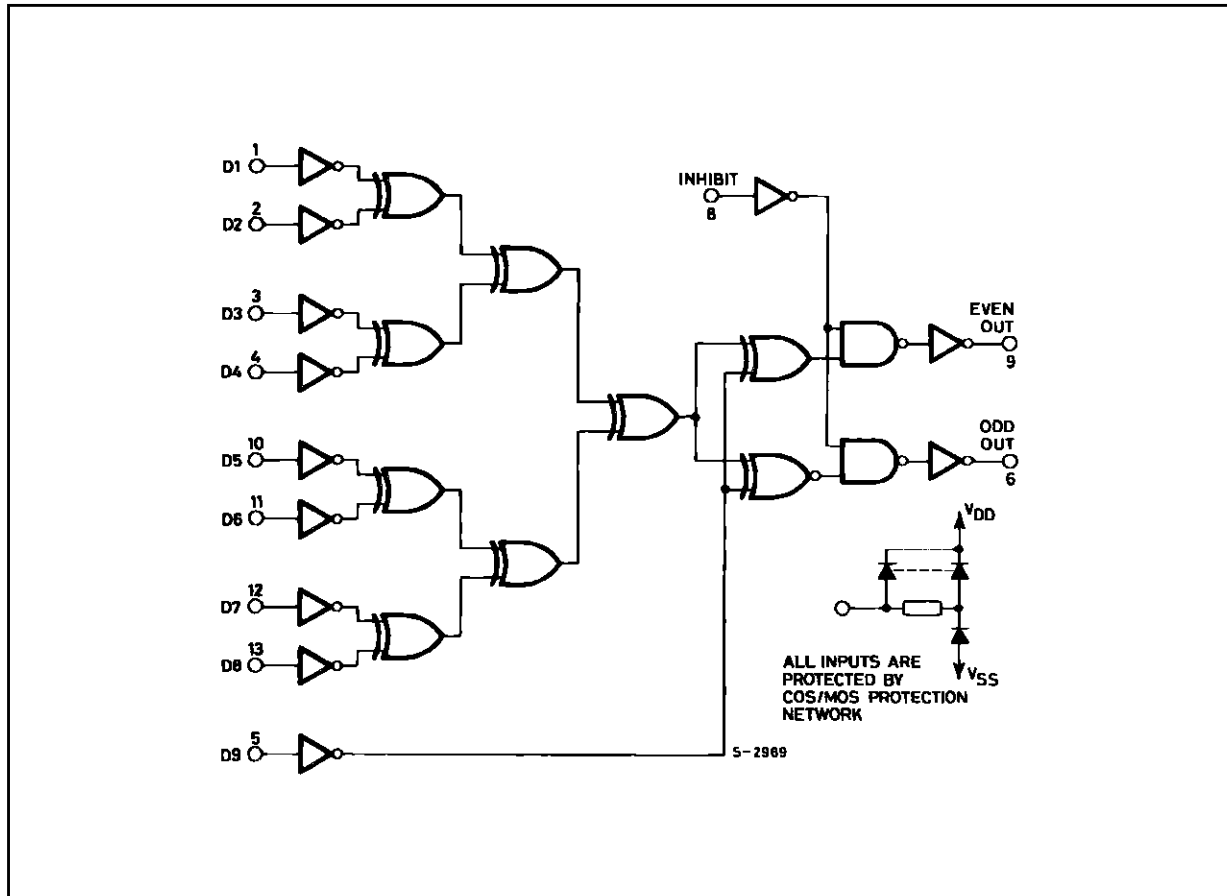 1
D1
2
D2
3
D3
4
D4
10
D5
11
D6
12
D7
13
D8
5
D9
INHIBIT
8
EVEN
OUT
9
ODD
OUT
6
VDD
VSS
ALL INPUTS ARE
PROTECTED BY
COS/MOS PROTECTION
NETWORK
S-2969